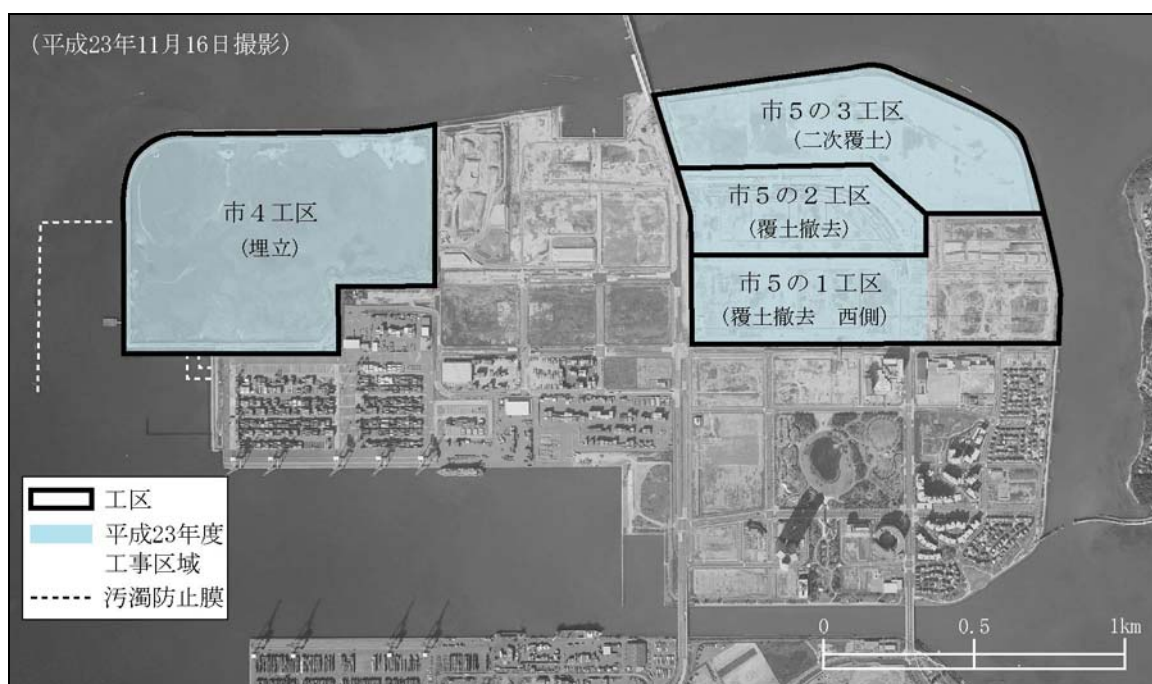 (平成23年11月16日撮影)
市5の3工区
(二次覆土)
市5の2工区
(覆土撤去)
市4工区
(埋立)
市5の1工区
(覆土撤去 西側)
工区
平成23年度
工事区域
汚濁防止膜
0 0.5 1km